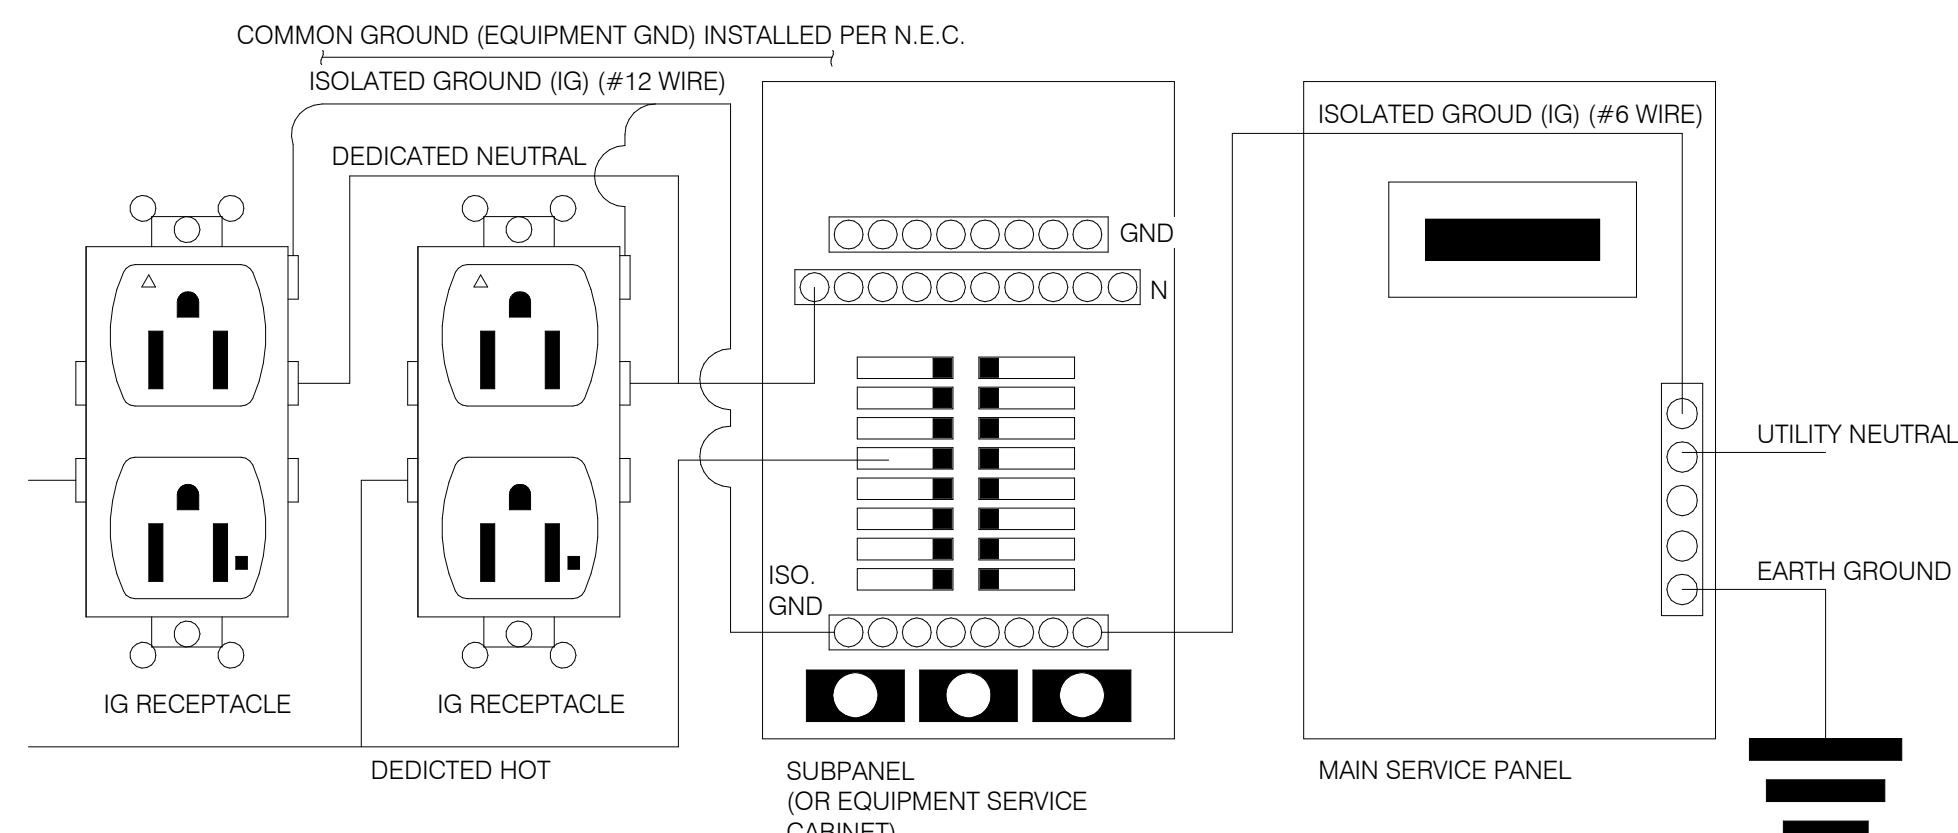 COMMON GROUND (EQUIPMENT GND) INSTALLED PER N.E.C.
ISOLATED GROUND (IG) (#12 WIRE)
ISOLATED GROUD (IG) (#6 WIRE)
DEDICATED NEUTRAL
GND
N
UTILITY NEUTRAL
EARTH GROUND
ISO.
GND
IG RECEPTACLE
IG RECEPTACLE
DEDICTED HOT
SUBPANEL
(OR EQUIPMENT SERVICE
CABINET)
MAIN SERVICE PANEL